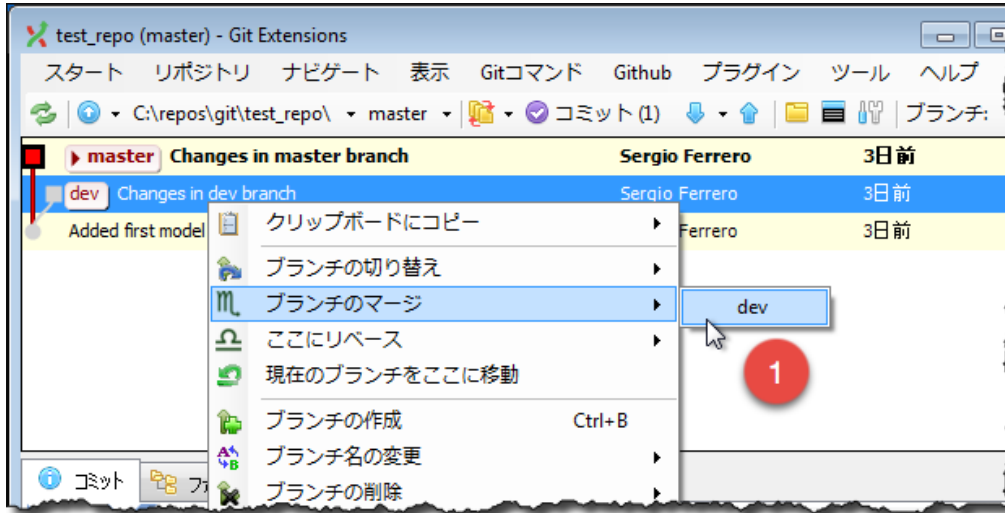 test_repo (master) - Git Extensions
スタート リポジトリ ナビゲート 表示 Gitコマンド Github プラグイン ツール ヘルプ
C:\repos\git\test_repo\ master コミット (1) ブランチ:
master Changes in master branch Sergio Ferrero 3日前
dev Changes in dev branch Sergio Ferrero 3日前
Added first model Ferrero 3日前
クリップボードにコピー
ブランチの切り替え
ブランチのマージ dev
ここにリベース
1
現在のブランチをここに移動
ブランチの作成 Ctrl+B
ブランチ名の変更
コミット
ブランチの削除